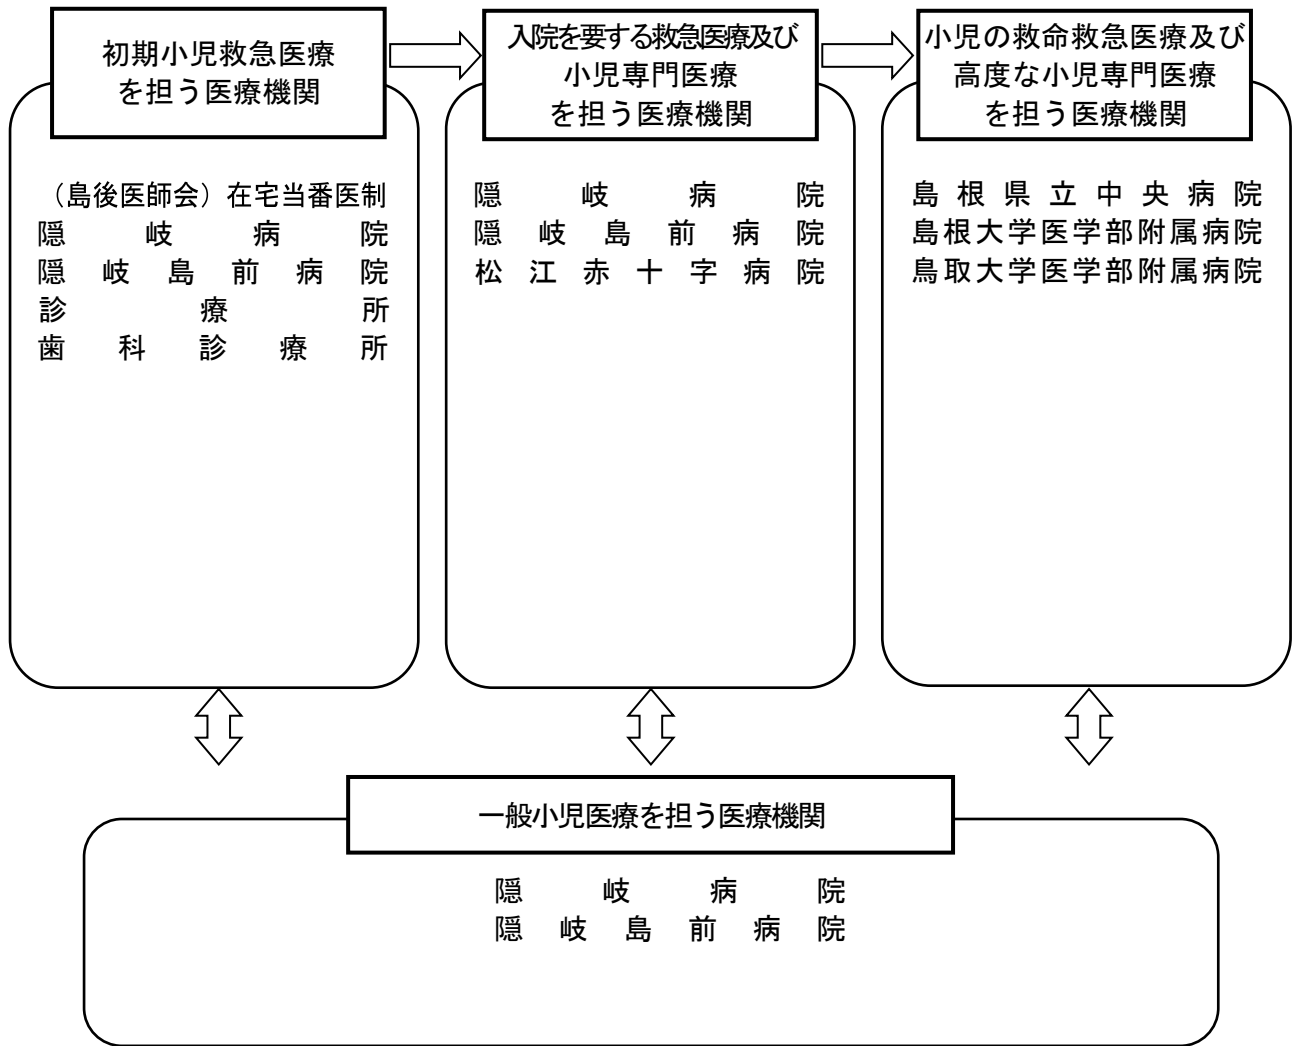 初期小児救急医療
を担う医療機関
(島後医師会)在宅当番医制
隠岐病院
隠岐島前病院
診療所
歯科診療所
入院を要する救急医療及び
小児専門医療
を担う医療機関
隠岐病院
隠岐島前病院
松江赤十字病院
小児の救命救急医療及び
高度な小児専門医療
を担う医療機関
島根県立中央病院
島根大学医学部附属病院
鳥取大学医学部附属病院
一般小児医療を担う医療機関
隠岐病院
隠岐島前病院